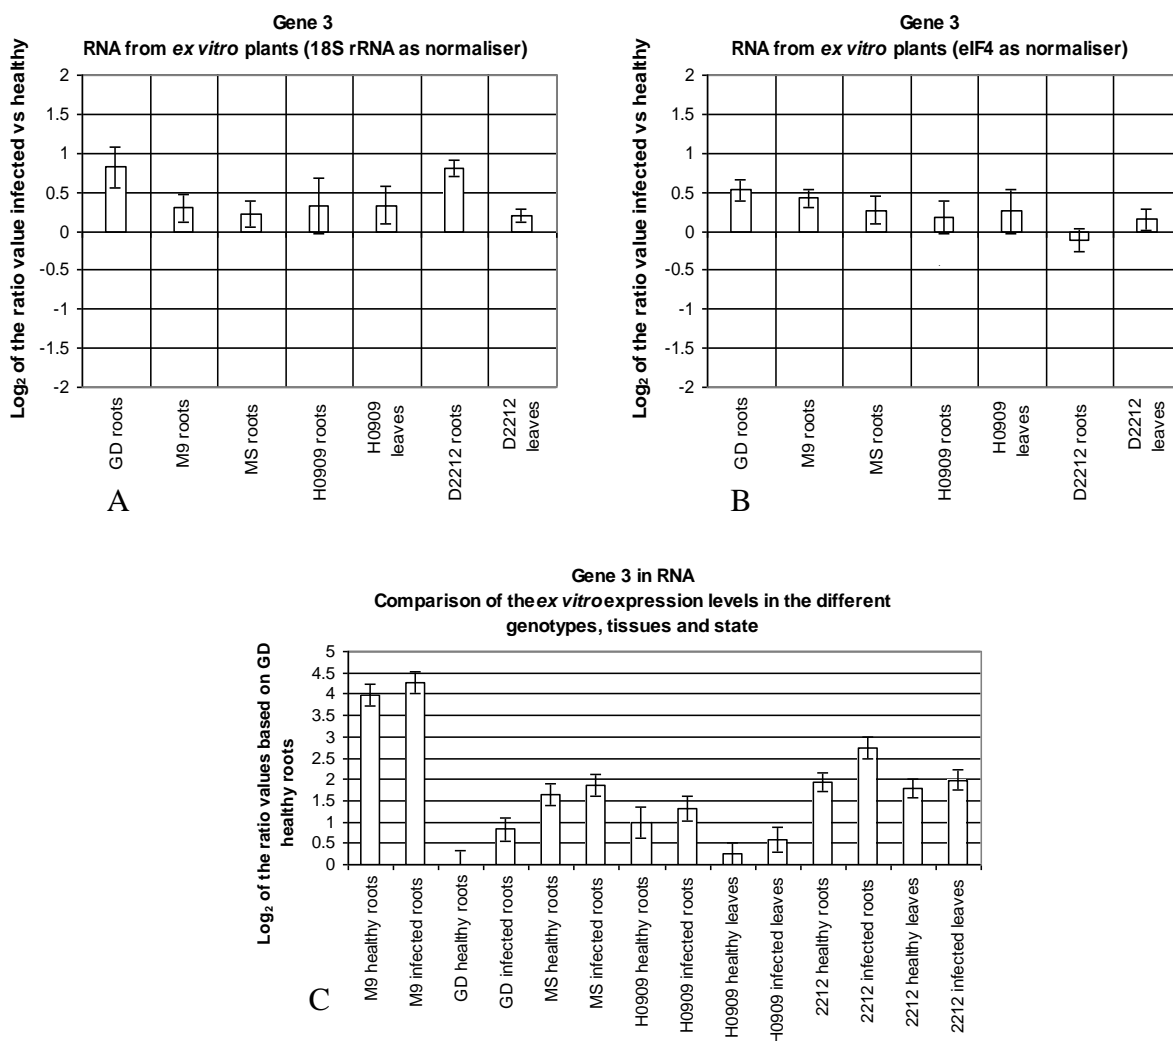 Gene 3
RNA from ex vitro plants (18S rRNA as normaliser)
Log2 of the ratio value infected vs healthy
2
1.5
1
0.5
0
-0.5
-1
-1.5
-2
GD roots
M9 roots
MS roots
H0909 roots
H0909
leaves
D2212 roots
D2212
leaves
A
Gene 3
RNA from ex vitro plants (eIF4 as normaliser)
Log2 of the ratio value infected vs healthy
2
1.5
1
0.5
0
-0.5
-1
-1.5
-2
GD roots
M9 roots
MS roots
H0909 roots
H0909
leaves
D2212 roots
D2212
leaves
B
Gene 3 in RNA
Comparison of theex vitroexpression levels in the different
genotypes, tissues and state
Log2 of the ratio values based on GD
healthy roots
5
4.5
4
3.5
3
2.5
2
1.5
1
0.5
0
M9 healthy roots
M9 infected roots
GD healthy roots
GD infected roots
MS healthy roots
MS infected roots
H0909 healthy roots
H0909 infected roots
H0909 healthy leaves
H0909 infected leaves
2212 healthy roots
2212 infected roots
2212 healthy leaves
2212 infected leaves
C